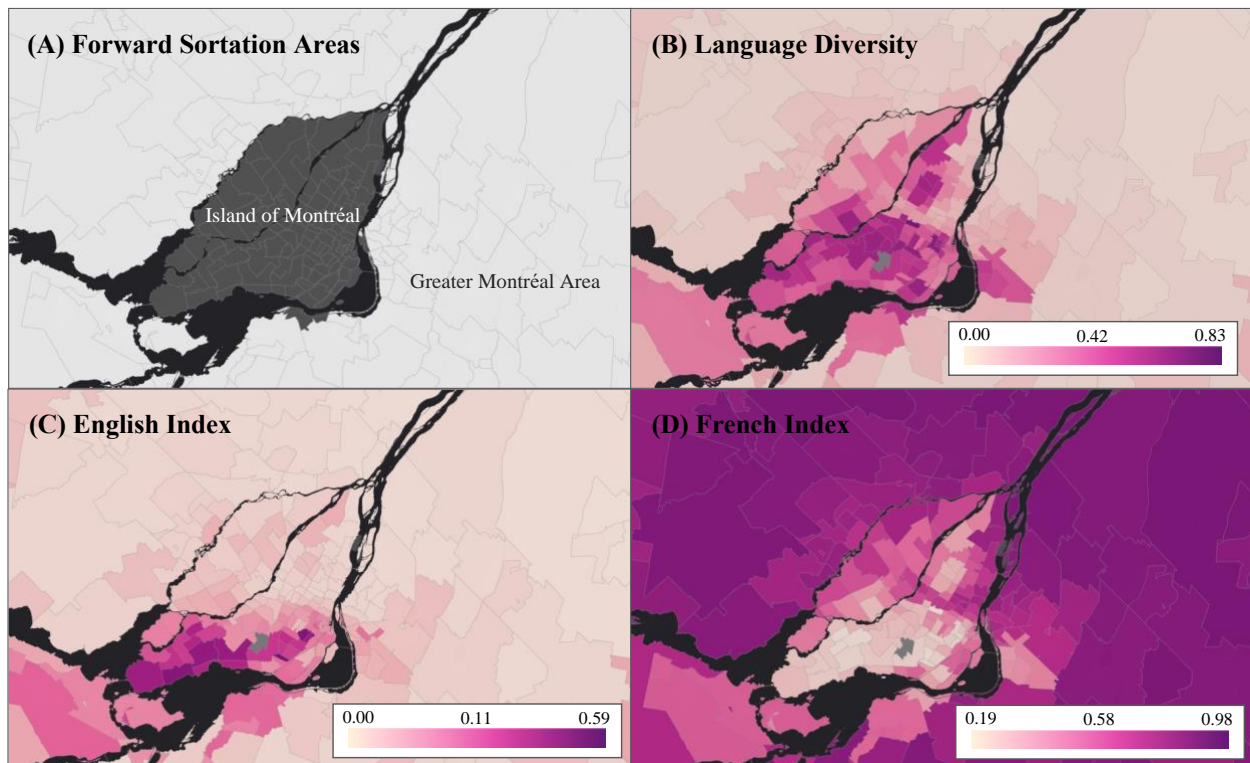 (A) Forward Sortation Areas
Island of Montréal
Greater Montréal Area
(B) Language Diversity
0.00 0.42 0.83
(C) English Index
0.00 0.11 0.59
(D) French Index
0.19 0.58 0.98